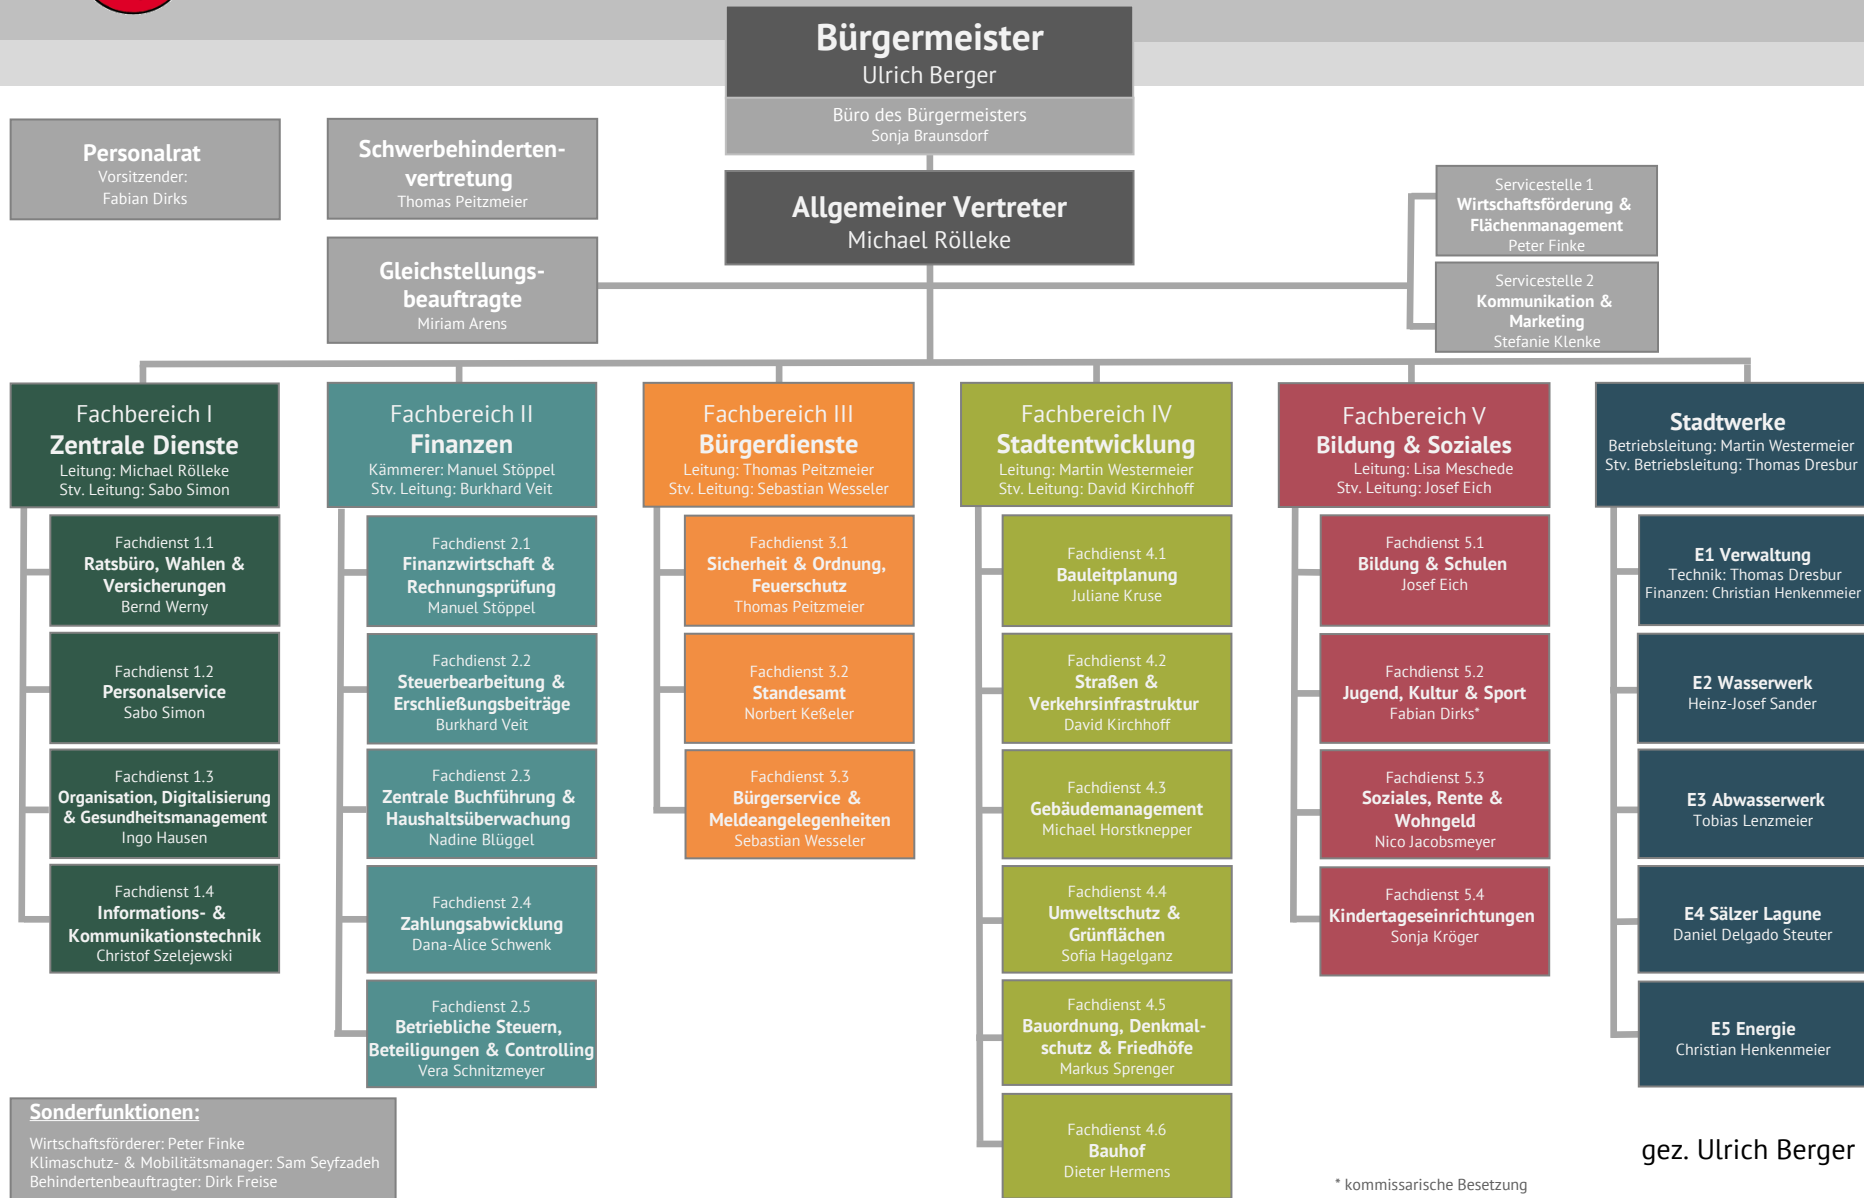 Bürgermeister
Ulrich Berger
Büro des Bürgermeisters
Sonja Braunsdorf
Personalrat
Vorsitzender:
Fabian Dirks
Schwerbehinderten-
vertretung
Thomas Peitzmeier
Allgemeiner Vertreter
Michael Rölleke
Servicestelle 1
Wirtschaftsförderung &
Flächenmanagement
Peter Finke
Gleichstellungs-
beauftragte
Miriam Arens
Servicestelle 2
Kommunikation &
Marketing
Stefanie Klenke
Fachbereich I
Zentrale Dienste
Leitung: Michael Rölleke
Stv. Leitung: Sabo Simon
Fachdienst 1.1
Ratsbüro, Wahlen &
Versicherungen
Bernd Werny
Fachdienst 1.2
Personalservice
Sabo Simon
Fachdienst 1.3
Organisation, Digitalisierung
& Gesundheitsmanagement
Ingo Hausen
Fachdienst 1.4
Informations- &
Kommunikationstechnik
Christof Szelejewski
Fachbereich II
Finanzen
Kämmerer: Manuel Stöppel
Stv. Leitung: Burkhard Veit
Fachdienst 2.1
Finanzwirtschaft &
Rechnungsprüfung
Manuel Stöppel
Fachdienst 2.2
Steuerbearbeitung &
Erschließungsbeiträge
Burkhard Veit
Fachdienst 2.3
Zentrale Buchführung &
Haushaltsüberwachung
Nadine Blüggel
Fachdienst 2.4
Zahlungsabwicklung
Dana-Alice Schwenk
Fachdienst 2.5
Betriebliche Steuern,
Beteiligungen & Controlling
Vera Schnitzmeyer
Fachbereich III
Bürgerdienste
Leitung: Thomas Peitzmeier
Stv. Leitung: Sebastian Wesseler
Fachdienst 3.1
Sicherheit & Ordnung,
Feuerschutz
Thomas Peitzmeier
Fachdienst 3.2
Standesamt
Norbert Keßeler
Fachdienst 3.3
Bürgerservice &
Meldeangelegenheiten
Sebastian Wesseler
Fachbereich IV
Stadtentwicklung
Leitung: Martin Westermeier
Stv. Leitung: David Kirchhoff
Fachdienst 4.1
Bauleitplanung
Juliane Kruse
Fachdienst 4.2
Straßen &
Verkehrsinfrastruktur
David Kirchhoff
Fachdienst 4.3
Gebäudemanagement
Michael Horstknepper
Fachdienst 4.4
Umweltschutz &
Grünflächen
Sofia Hagelganz
Fachdienst 4.5
Bauordnung, Denkmal-
schutz & Friedhöfe
Markus Sprenger
Fachdienst 4.6
Bauhof
Dieter Hermens
Fachbereich V
Bildung & Soziales
Leitung: Lisa Meschede
Stv. Leitung: Josef Eich
Fachdienst 5.1
Bildung & Schulen
Josef Eich
Fachdienst 5.2
Jugend, Kultur & Sport
Fabian Dirks*
Fachdienst 5.3
Soziales, Rente &
Wohngeld
Nico Jacobsmeyer
Fachdienst 5.4
Kindertageseinrichtungen
Sonja Kröger
Stadtwerke
Betriebsleitung: Martin Westermeier
Stv. Betriebsleitung: Thomas Dresbur
E1 Verwaltung
Technik: Thomas Dresbur
Finanzen: Christian Henkenmeier
E2 Wasserwerk
Heinz-Josef Sander
E3 Abwasserwerk
Tobias Lenzmeier
E4 Sälzer Lagune
Daniel Delgado Steuter
E5 Energie
Christian Henkenmeier
Sonderfunktionen:
Wirtschaftsförderer: Peter Finke
Klimaschutz- & Mobilitätsmanager: Sam Seyfzadeh
Behindertenbeauftragter: Dirk Freise
gez. Ulrich Berger
* kommissarische Besetzung